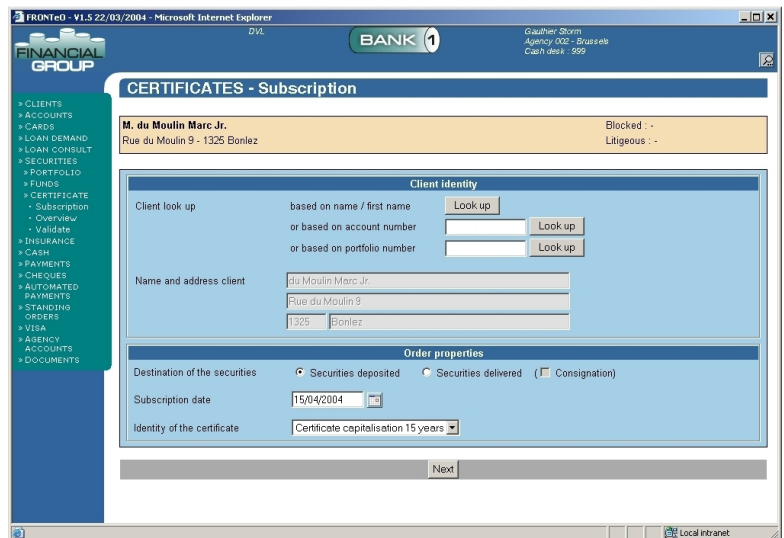 FRONTeO - V1.5 22/03/2004 - Microsoft Internet Explorer
FINANCIAL
GROUP
DVL
BANK 1
Gauthier Storm
Agency 002 - Brussels
Cash desk : 999
CERTIFICATES - Subscription
» CLIENTS
» ACCOUNTS
» CARDS
» LOAN DEMAND
» LOAN CONSULT
» SECURITIES
» PORTFOLIO
» FUNDS
» CERTIFICATE
· Subscription
· Overview
· Validate
» INSURANCE
» CASH
» PAYMENTS
» CHEQUES
» AUTOMATED
PAYMENTS
» STANDING
ORDERS
» VISA
» AGENCY
ACCOUNTS
» DOCUMENTS
M. du Moulin Marc Jr. Blocked : -
Rue du Moulin 9 - 1325 Bonlez Litigeous : -
Client identity
Client look up based on name / first name Look up
or based on account number Look up
or based on portfolio number Look up
Name and address client du Moulin Marc Jr.
Rue du Moulin 9
1325 Bonlez
Order properties
Destination of the securities Securities deposited Securities delivered ( Consignation)
Subscription date 15/04/2004
Identity of the certificate Certificate capitalisation 15 years
Next
Local intranet